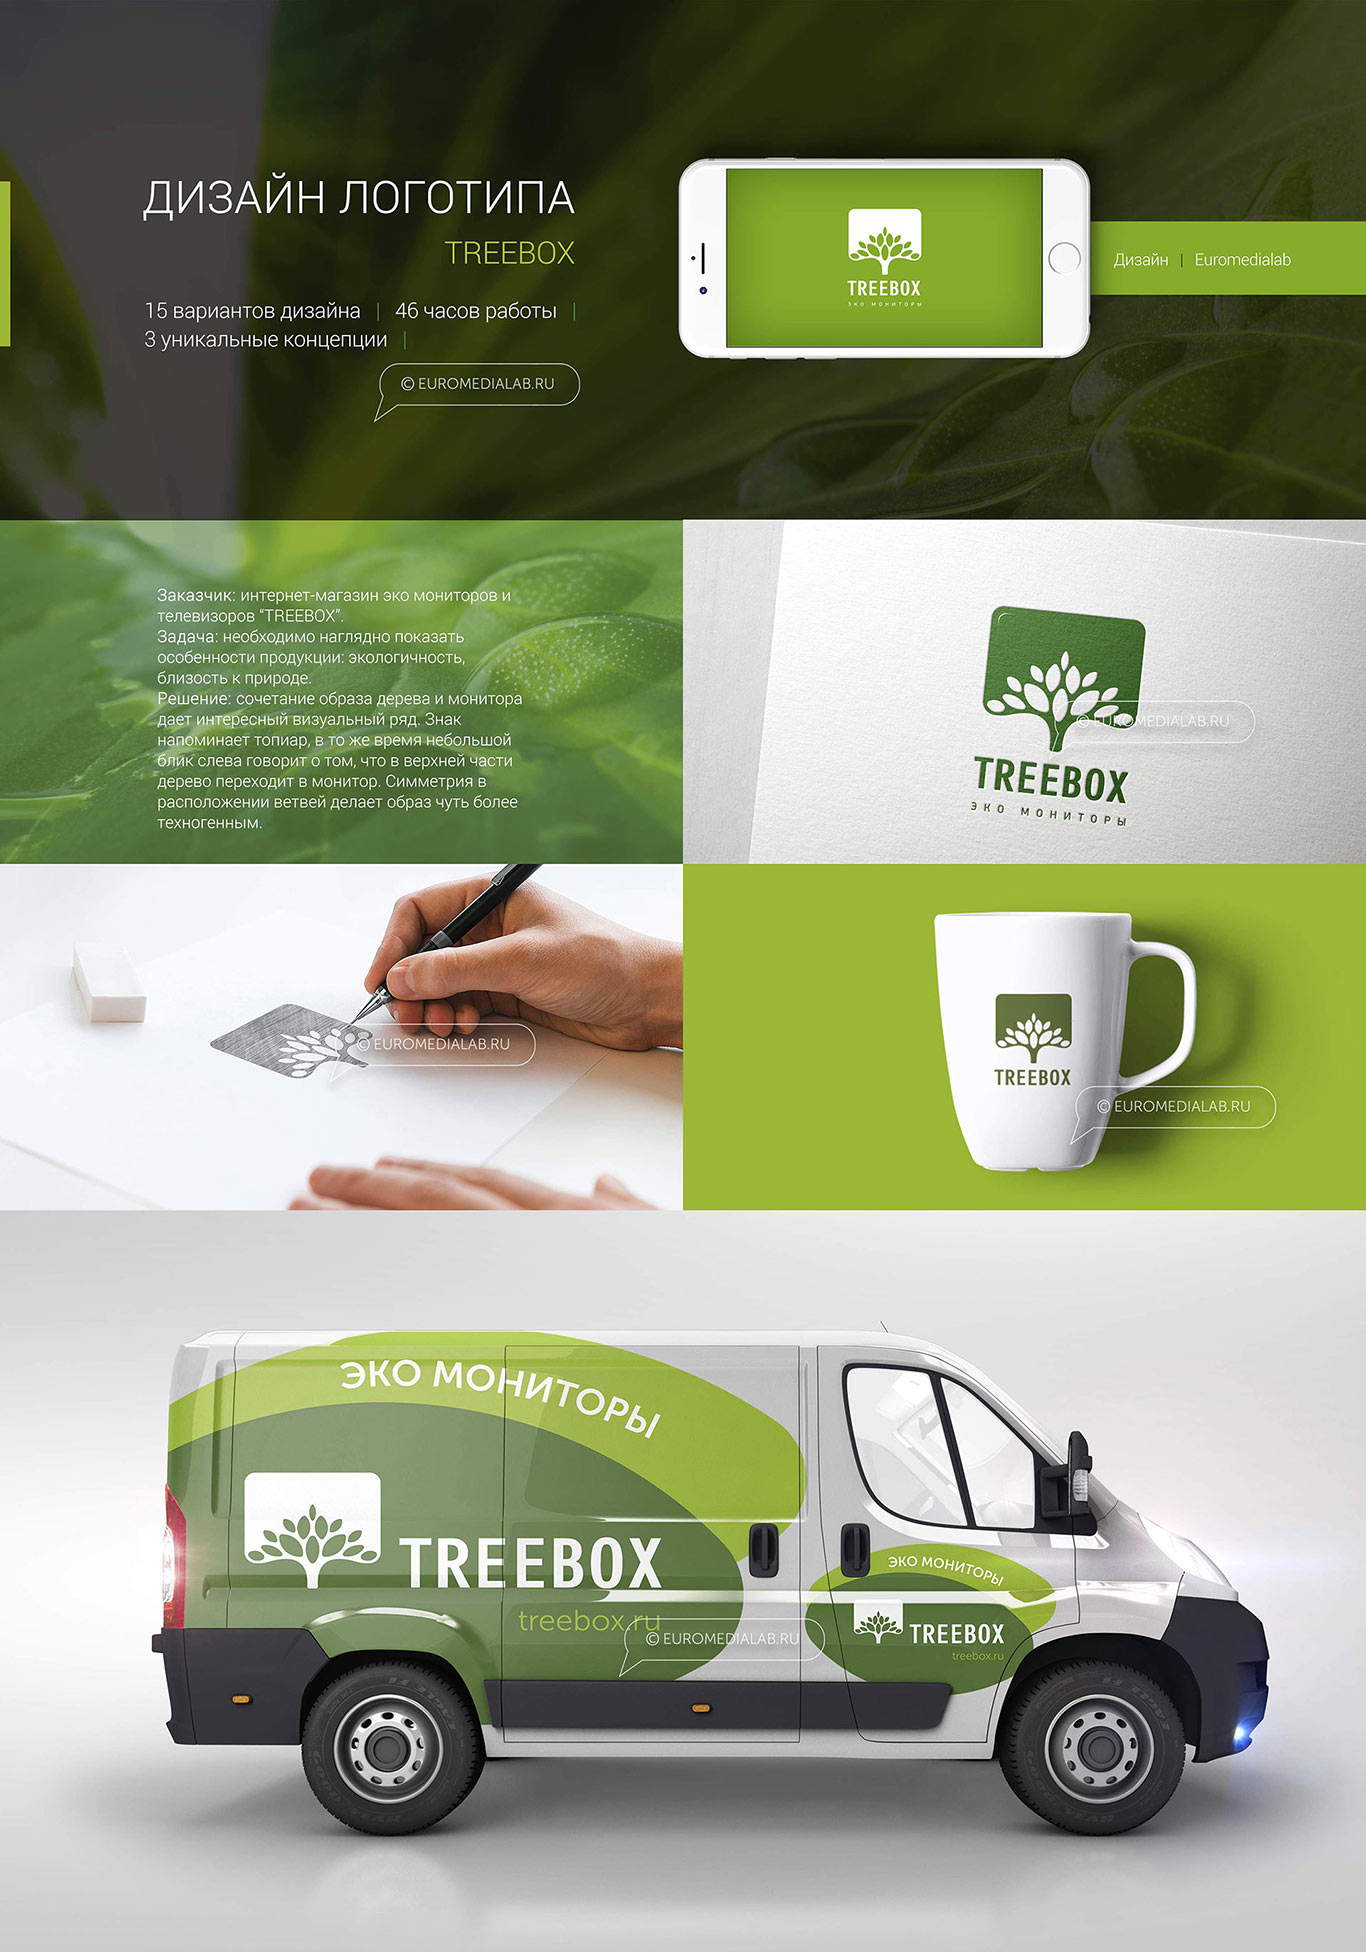 ДИЗАЙН ЛОГОТИПА
TREEBOX
15 вариантов дизайна | 46 часов работы |
3 уникальные концепции |
© EUROMEDIALAB.RU
TREEBOX
ЭКО МОНИТОРЫ
Дизайн | Euromedialab
Заказчик: интернет-магазин эко мониторов и
телевизоров “TREEBOX”.
Задача: необходимо наглядно показать
особенности продукции: экологичность,
близость к природе.
Решение: сочетание образа дерева и монитора
дает интересный визуальный ряд. Знак
напоминает топиар, в то же время небольшой
блик слева говорит о том, что в верхней части
дерево переходит в монитор. Симметрия в
расположении ветвей делает образ чуть более
техногенным.
© EUROMEDIALAB.RU
TREEBOX
ЭКО МОНИТОРЫ
© EUROMEDIALAB.RU
TREEBOX
© EUROMEDIALAB.RU
ЭКО МОНИТОРЫ
TREEBOX
treebox.ru
© EUROMEDIALAB.RU
ЭКО МОНИТОРЫ
TREEBOX
treebox.ru